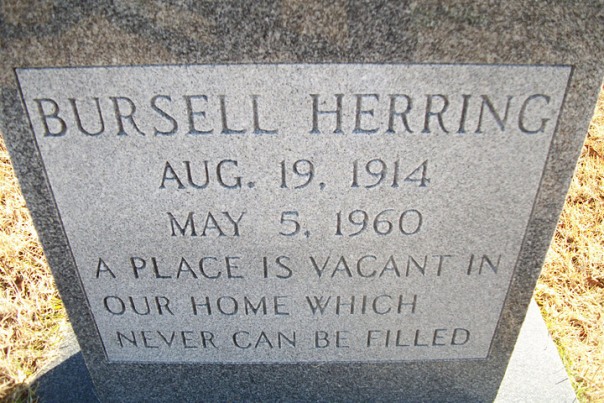 BURSELL HERRING
AUG. 19, 1914
MAY 5, 1960
A PLACE IS VACANT IN
OUR HOME WHICH
NEVER CAN BE FILLED